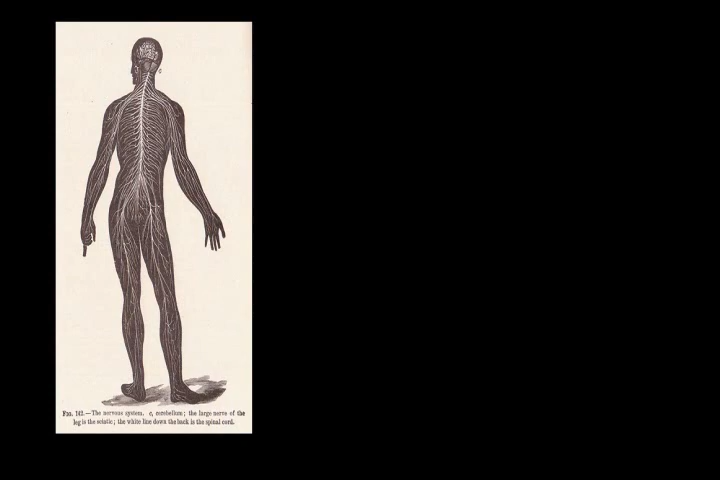 c
Fig. 142.—The nervous system. c, cerebellum; the large nerve of the
leg is the sciatic; the white line down the back is the spinal cord.